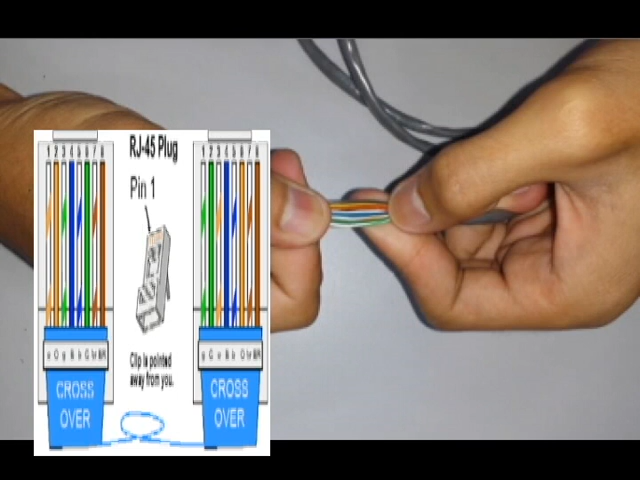 RJ-45 Plug
Pin 1
1 2 3 4 5 6 7 8
1 2 3 4 5 6 7 8
Clip is pointed
away from you.
CROSS
OVER
CROSS
OVER